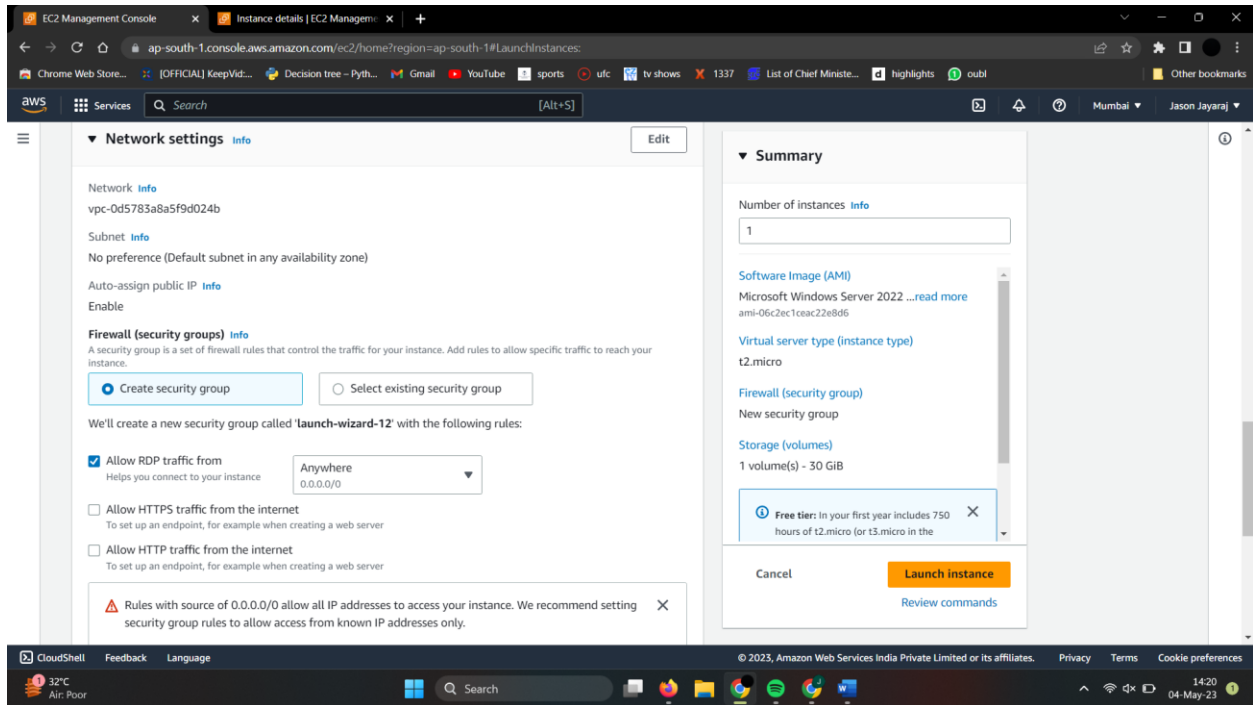 EC2 Management Console
Instance details | EC2 Manageme
ap-south-1.console.aws.amazon.com/ec2/home?region=ap-south-1#LaunchInstances:
Chrome Web Store... [OFFICIAL] KeepVid:... Decision tree – Pyth... Gmail YouTube sports ufc tv shows 1337 List of Chief Ministe... highlights oubl Other bookmarks
aws Services Search [Alt+S] Mumbai Jason Jayaraj
Network settings Info
Edit
Network Info
vpc-0d5783a8a5f9d024b
Subnet Info
No preference (Default subnet in any availability zone)
Auto-assign public IP Info
Enable
Firewall (security groups) Info
A security group is a set of firewall rules that control the traffic for your instance. Add rules to allow specific traffic to reach your
instance.
Create security group
Select existing security group
We'll create a new security group called 'launch-wizard-12' with the following rules:
Allow RDP traffic from
Helps you connect to your instance
Anywhere
0.0.0.0/0
Allow HTTPS traffic from the internet
To set up an endpoint, for example when creating a web server
Allow HTTP traffic from the internet
To set up an endpoint, for example when creating a web server
Rules with source of 0.0.0.0/0 allow all IP addresses to access your instance. We recommend setting
security group rules to allow access from known IP addresses only.
Summary
Number of instances Info
1
Software Image (AMI)
Microsoft Windows Server 2022 ...read more
ami-06c2ec1ceac22e8d6
Virtual server type (instance type)
t2.micro
Firewall (security group)
New security group
Storage (volumes)
1 volume(s) - 30 GiB
Free tier: In your first year includes 750
hours of t2.micro (or t3.micro in the
Cancel
Launch instance
Review commands
CloudShell Feedback Language © 2023, Amazon Web Services India Private Limited or its affiliates. Privacy Terms Cookie preferences
1
32°C
Air: Poor
Search
14:20
04-May-23
1